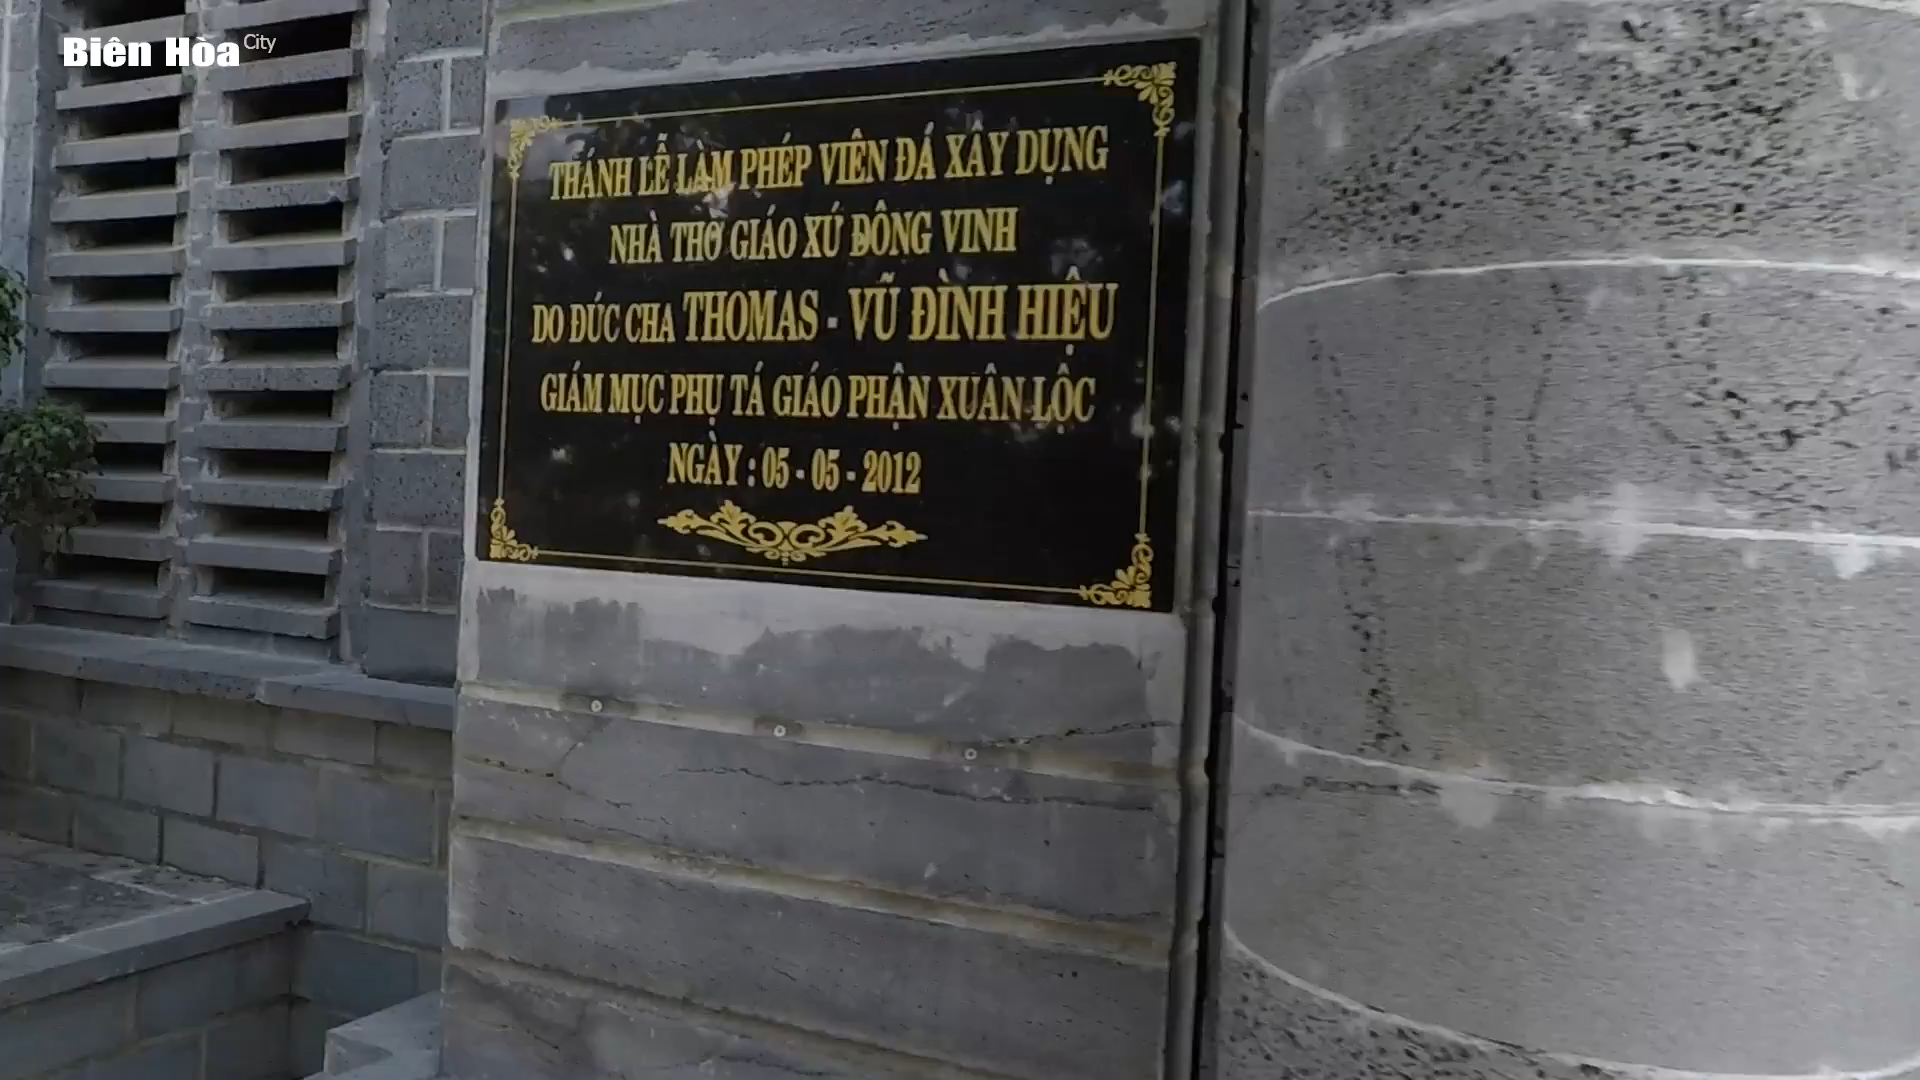 Biên Hòa City
THÁNH LỄ LÀM PHÉP VIÊN ĐÁ XÂY DỰNG
NHÀ THỜ GIÁO XỨ ĐÔNG VINH
DO ĐỨC CHA THOMAS - VŨ ĐÌNH HIỆU
GIÁM MỤC PHỤ TÁ GIÁO PHẬN XUÂN LỘC
NGÀY : 05 - 05 - 2012